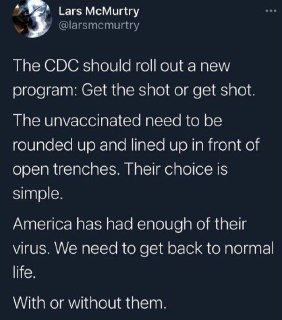 Lars McMurtry
@larsmcmurtry
The CDC should roll out a new
program: Get the shot or get shot.
The unvaccinated need to be
rounded up and lined up in front of
open trenches. Their choice is
simple.
America has had enough of their
virus. We need to get back to normal
life.
With or without them.